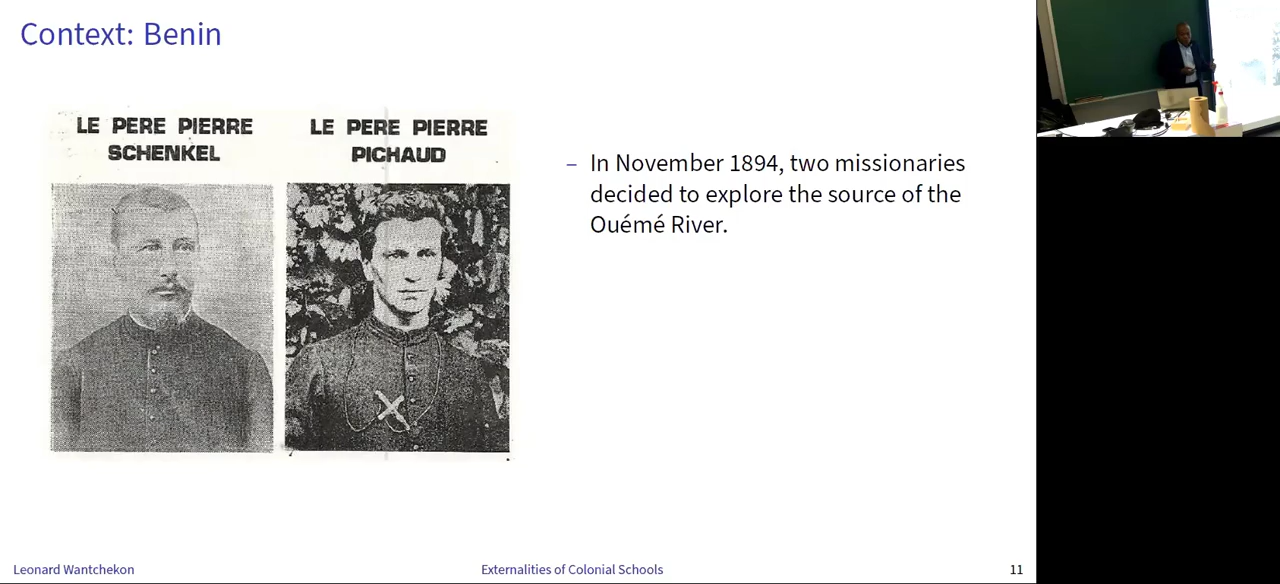 Context: Benin
LE PERE PIERRE
SCHENKEL
LE PERE PIERRE
PICHAUD
– In November 1894, two missionaries
decided to explore the source of the
Ouémé River.
Leonard Wantchekon
Externalities of Colonial Schools
11